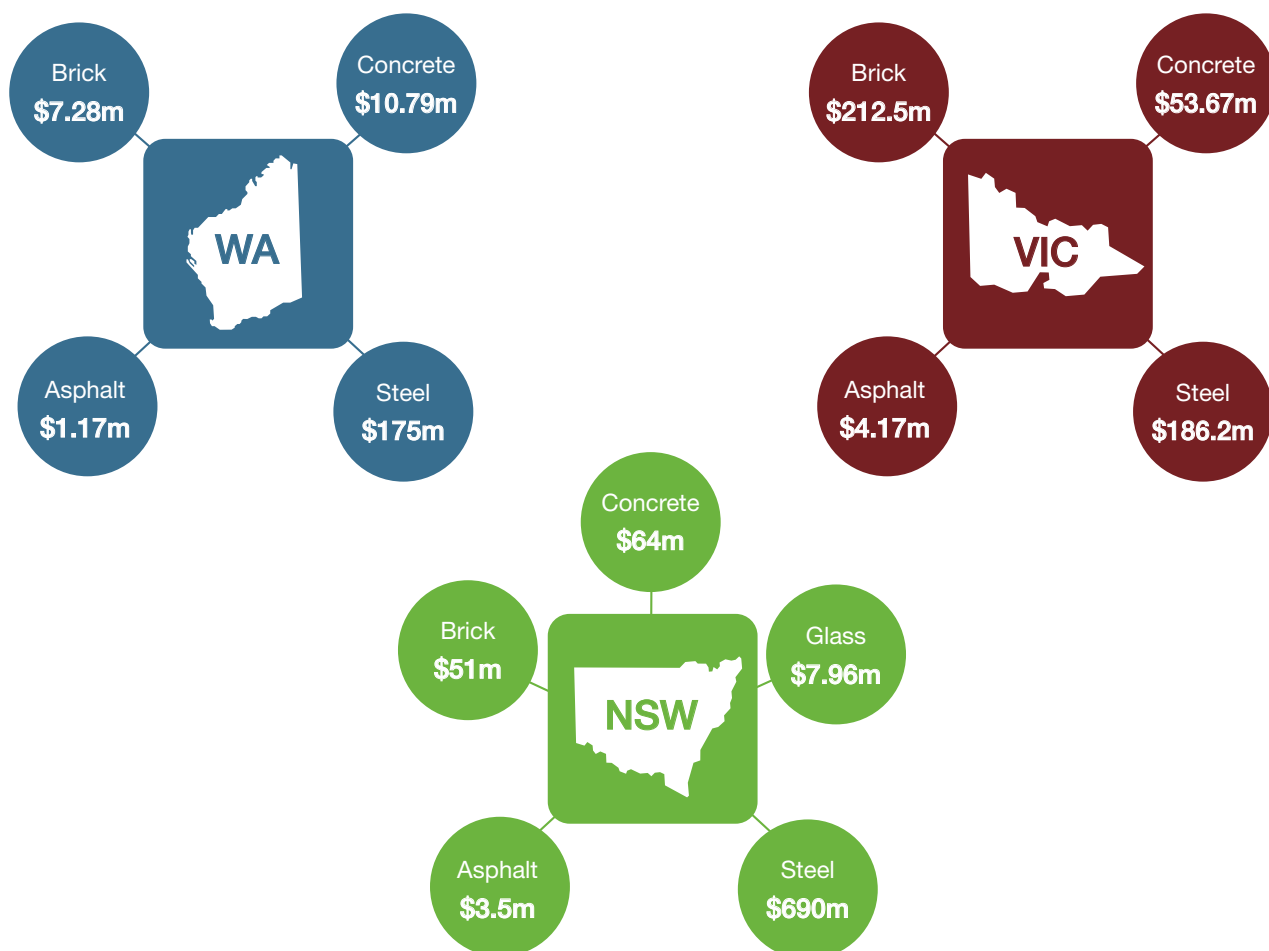 Brick
$7.28m
Concrete
$10.79m
WA
Asphalt
$1.17m
Steel
$175m
Brick
$212.5m
Concrete
$53.67m
VIC
Asphalt
$4.17m
Steel
$186.2m
Concrete
$64m
Brick
$51m
Glass
$7.96m
NSW
Asphalt
$3.5m
Steel
$690m